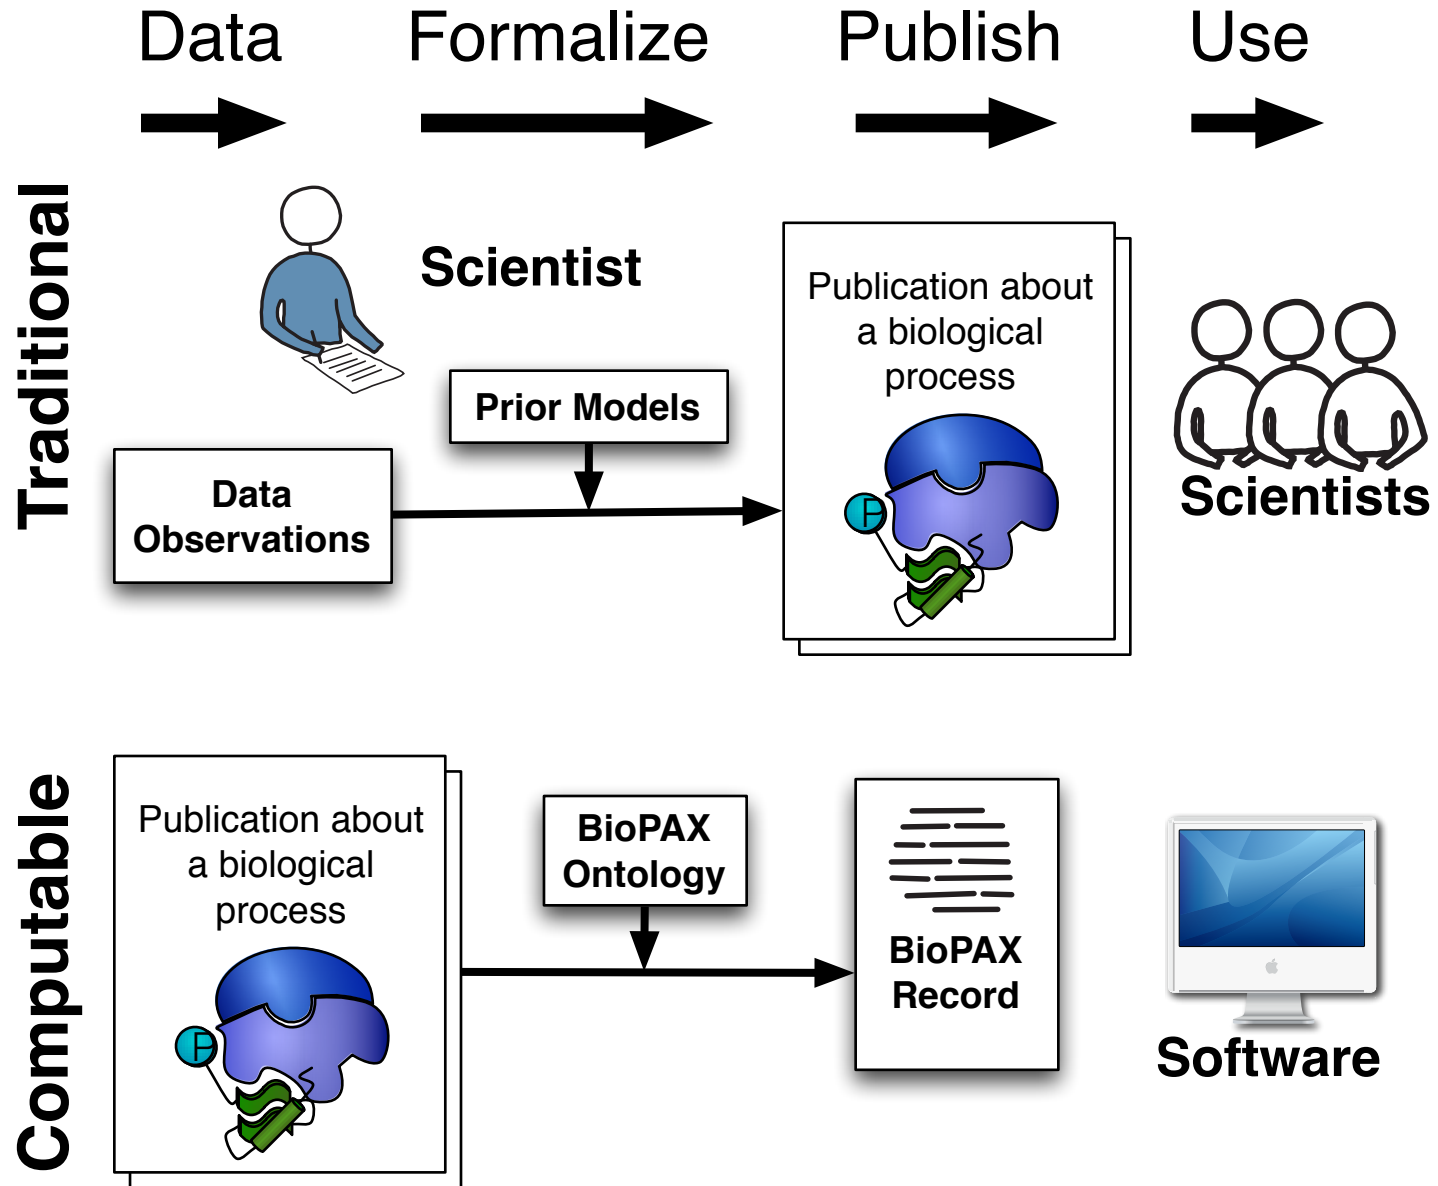 Data Formalize Publish Use
Traditional
Scientist
Publication about
a biological
process
Prior Models
Data
Observations
P
Scientists
Computable
Publication about
a biological
process
P
BioPAX
Ontology
BioPAX
Record
Software